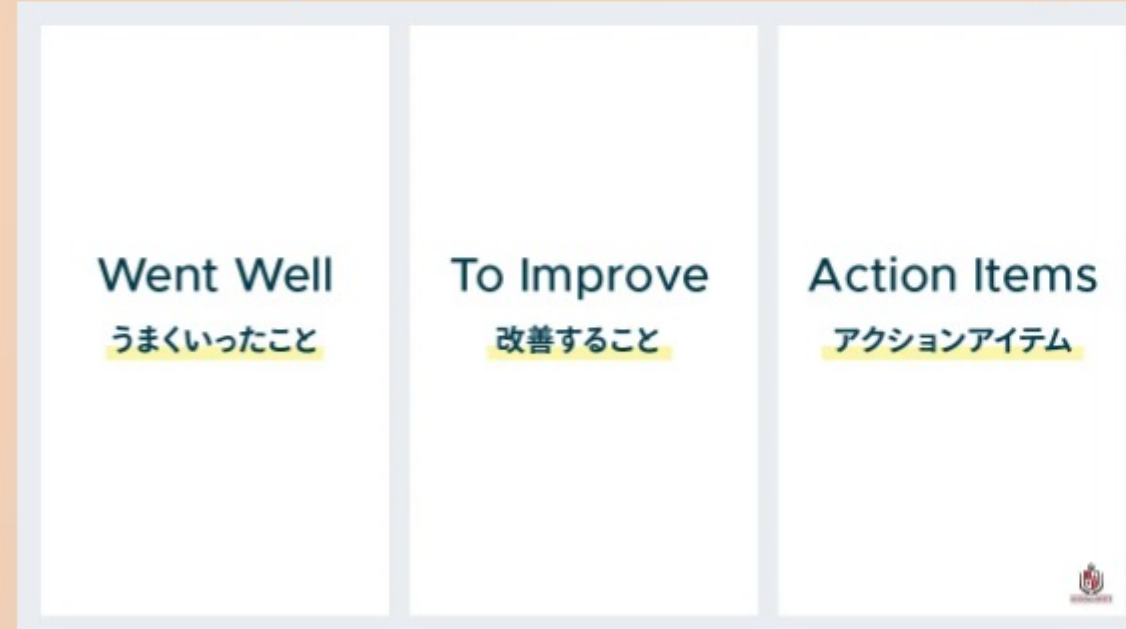 Went Well
うまくいったこと
To Improve
改善すること
Action Items
アクションアイテム